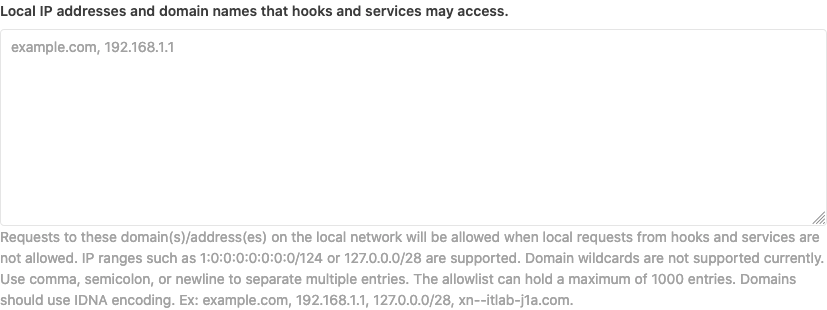 Local IP addresses and domain names that hooks and services may access.
example.com, 192.168.1.1
Requests to these domain(s)/address(es) on the local network will be allowed when local requests from hooks and services are
not allowed. IP ranges such as 1:0:0:0:0:0:0:0/124 or 127.0.0.0/28 are supported. Domain wildcards are not supported currently.
Use comma, semicolon, or newline to separate multiple entries. The allowlist can hold a maximum of 1000 entries. Domains
should use IDNA encoding. Ex: example.com, 192.168.1.1, 127.0.0.0/28, xn--itlab-j1a.com.